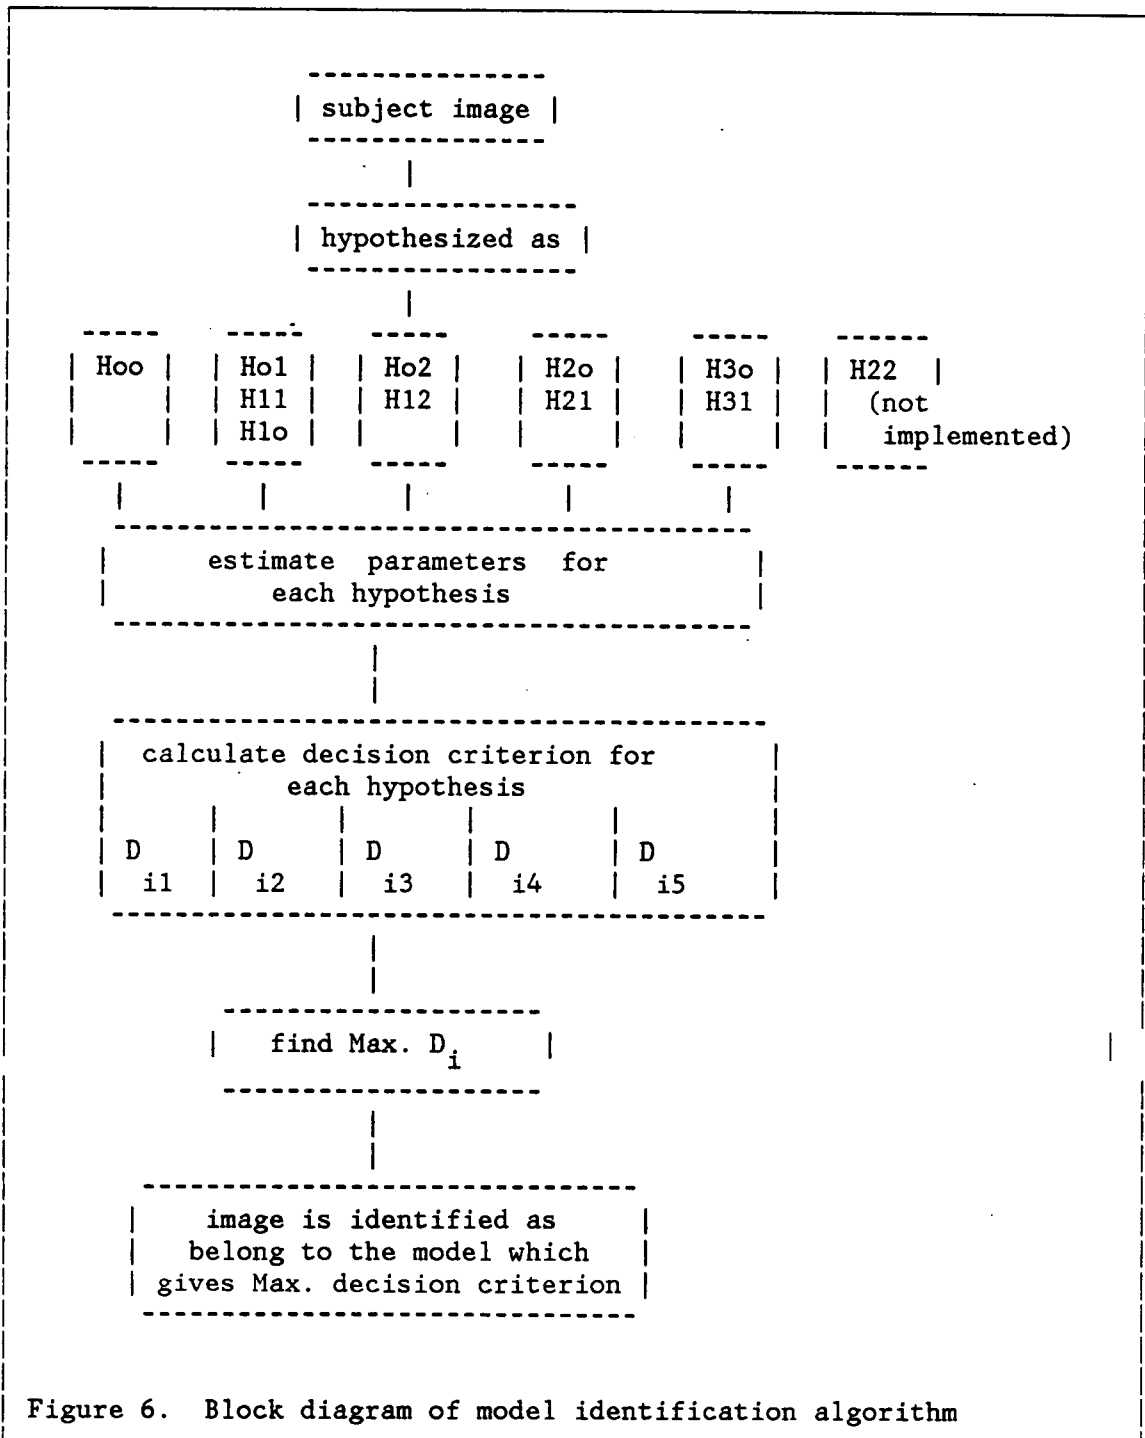 subject image
hypothesized as
Hoo Ho1 Ho2 H2o H3o H22
H11 H12 H21 H31 (not
H1o implemented)
estimate parameters for
each hypothesis
calculate decision criterion for
each hypothesis
D D D D D
i1 i2 i3 i4 i5
find Max. Di
image is identified as
belong to the model which
gives Max. decision criterion
Figure 6. Block diagram of model identification algorithm